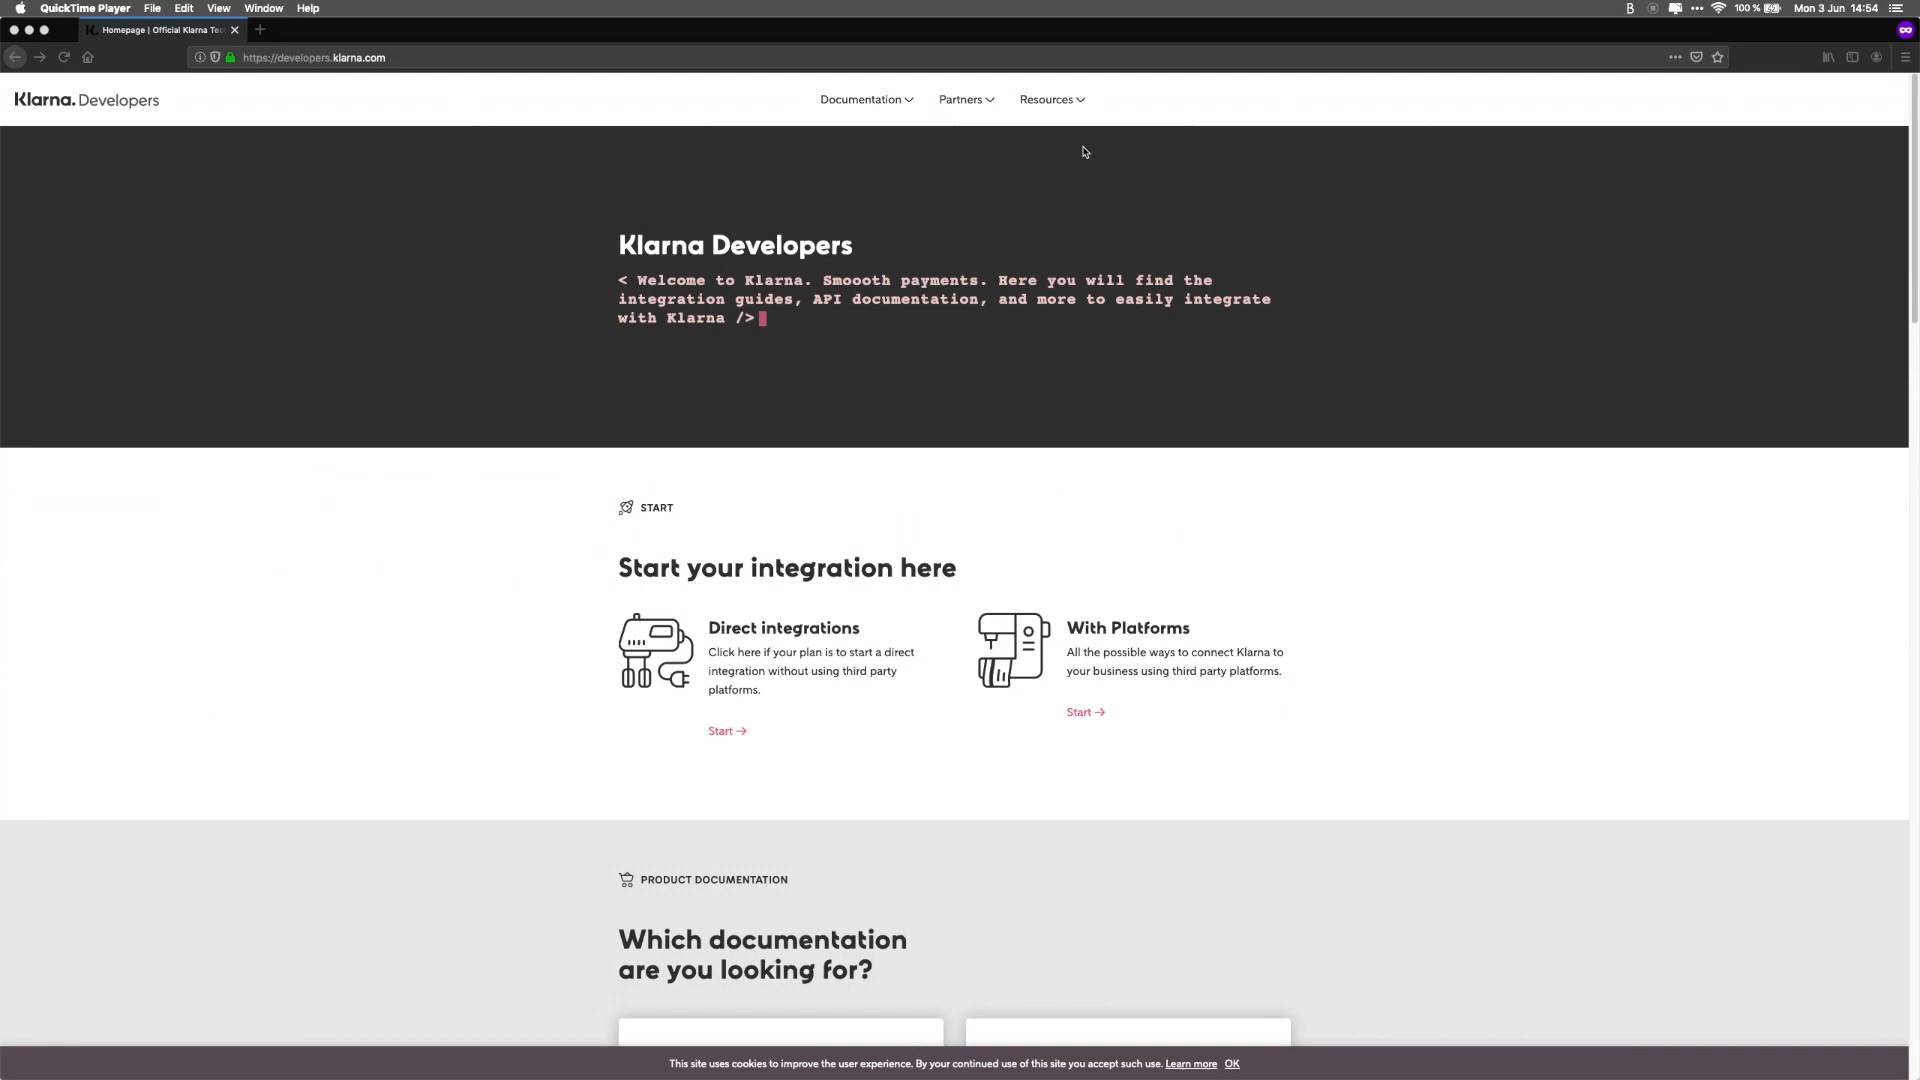 QuickTime Player File Edit View Window Help
100 % Mon 3 Jun 14:54
Homepage | Official Klarna Tec
https://developers.klarna.com
Klarna. Developers
Documentation Partners Resources
Klarna Developers
< Welcome to Klarna. Smoooth payments. Here you will find the
integration guides, API documentation, and more to easily integrate
with Klarna />
START
Start your integration here
Direct integrations
Click here if your plan is to start a direct
integration without using third party
platforms.
Start →
With Platforms
All the possible ways to connect Klarna to
your business using third party platforms.
Start →
PRODUCT DOCUMENTATION
Which documentation
are you looking for?
This site uses cookies to improve the user experience. By your continued use of this site you accept such use. Learn more OK